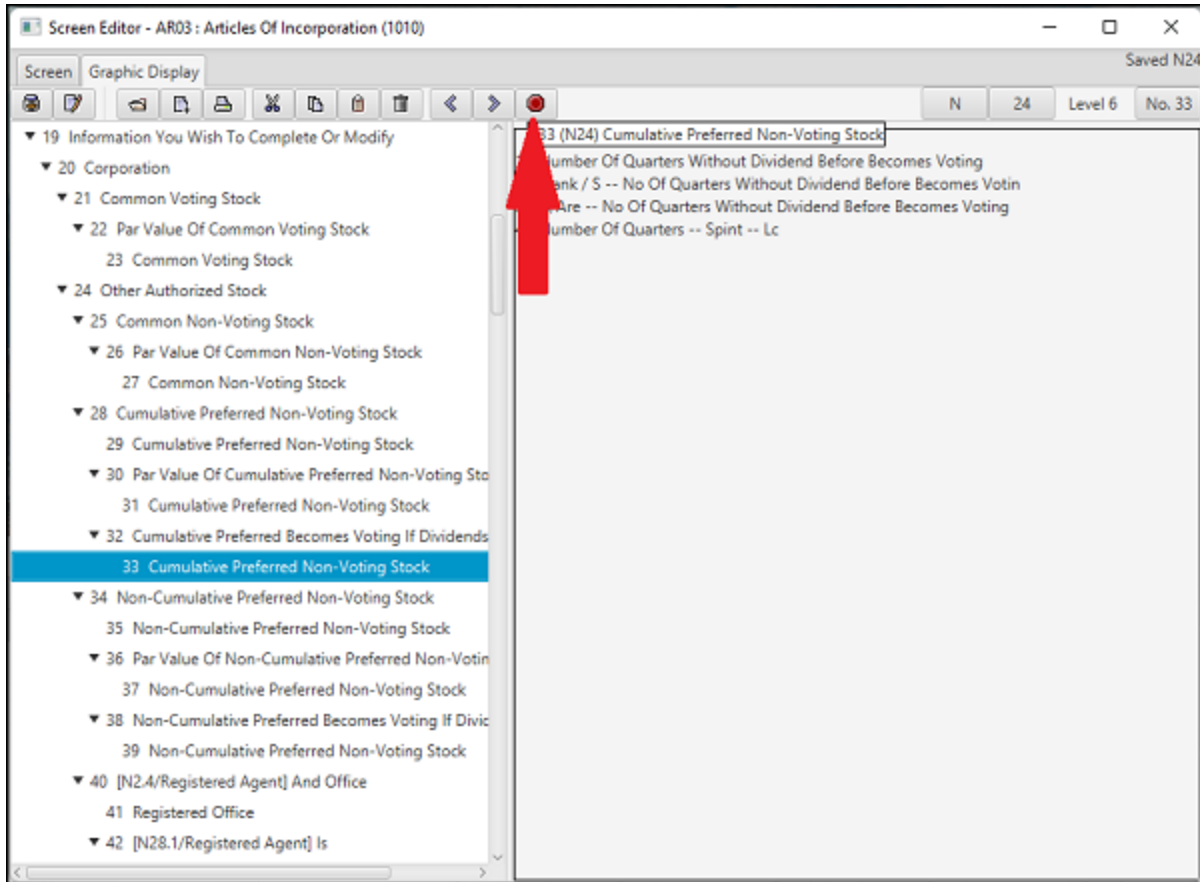 Screen Editor - AR03 : Articles Of Incorporation (1010)
Screen Graphic Display
Saved N24
N 24 Level 6 No. 33
19 Information You Wish To Complete Or Modify
20 Corporation
21 Common Voting Stock
22 Par Value Of Common Voting Stock
23 Common Voting Stock
24 Other Authorized Stock
25 Common Non-Voting Stock
26 Par Value Of Common Non-Voting Stock
27 Common Non-Voting Stock
28 Cumulative Preferred Non-Voting Stock
29 Cumulative Preferred Non-Voting Stock
30 Par Value Of Cumulative Preferred Non-Voting Sto
31 Cumulative Preferred Non-Voting Stock
32 Cumulative Preferred Becomes Voting If Dividends
33 Cumulative Preferred Non-Voting Stock
34 Non-Cumulative Preferred Non-Voting Stock
35 Non-Cumulative Preferred Non-Voting Stock
36 Par Value Of Non-Cumulative Preferred Non-Votin
37 Non-Cumulative Preferred Non-Voting Stock
38 Non-Cumulative Preferred Becomes Voting If Divid
39 Non-Cumulative Preferred Non-Voting Stock
40 [N2.4/Registered Agent] And Office
41 Registered Office
42 [N28.1/Registered Agent] Is
33 (N24) Cumulative Preferred Non-Voting Stock
umber Of Quarters Without Dividend Before Becomes Voting
ank / S -- No Of Quarters Without Dividend Before Becomes Votin
Are -- No Of Quarters Without Dividend Before Becomes Voting
umber Of Quarters -- Spint -- Lc